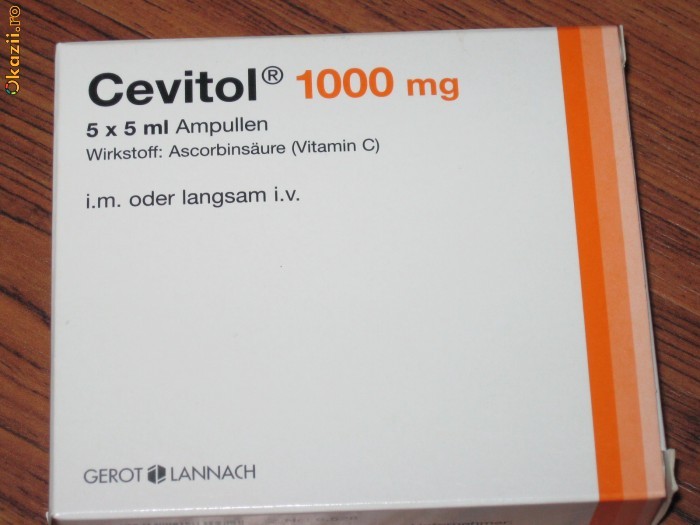 Okazii.ro
Cevitol® 1000 mg
5 x 5 ml Ampullen
Wirkstoff: Ascorbinsäure (Vitamin C)
i.m. oder langsam i.v.
GEROT LANNACH